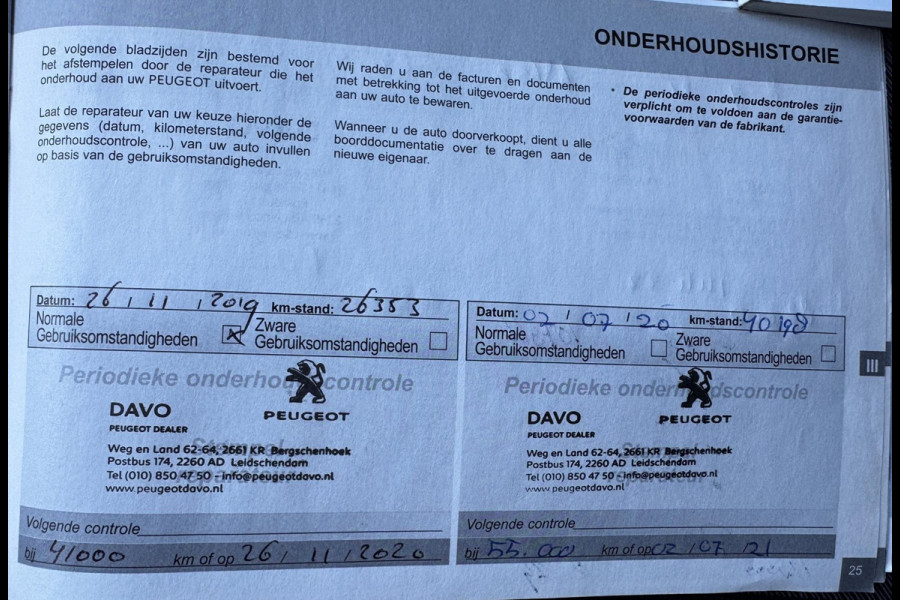 ONDERHOUDSHISTORIE
De volgende bladzijden zijn bestemd voor
het afstempelen door de reparateur die het
onderhoud aan uw PEUGEOT uitvoert.
Laat de reparateur van uw keuze hieronder de
gegevens (datum, kilometerstand, volgende
onderhoudscontrole, ...) van uw auto invullen
op basis van de gebruiksomstandigheden.
Wij raden u aan de facturen en documenten
met betrekking tot het uitgevoerde onderhoud
aan uw auto te bewaren.
Wanneer u de auto doorverkoopt, dient u alle
boorddocumentatie over te dragen aan de
nieuwe eigenaar.
• De periodieke onderhoudscontroles zijn
verplicht om te voldoen aan de garantie-
voorwaarden van de fabrikant.
Datum: 26 / 11 / 2019 km-stand: 26353
Normale
Gebruiksomstandigheden
Zware
Gebruiksomstandigheden
Periodieke onderhoudscontrole
PEUGEOT
DAVO
PEUGEOT DEALER
Weg en Land 62-64, 2661 KR Bergschenhoek
Postbus 174, 2260 AD Leidschendam
Tel (010) 850 47 50 - info@peugeotdavo.nl
www.peugeotdavo.nl
Volgende controle
bij 41000 km of op 26 / 11 / 2020
Datum: 02 / 07 / 20 km-stand:
Normale
Gebruiksomstandigheden
Zware
Gebruiksomstandigheden
Periodieke onderhoudscontrole
PEUGEOT
DAVO
PEUGEOT DEALER
Weg en Land 62-64, 2661 KR Bergschenhoek
Postbus 174, 2260 AD Leidschendam
Tel (010) 850 47 50 - info@peugeotdavo.nl
www.peugeotdavo.nl
Volgende controle
bij 55.000 km of op 02 / 07 / 21
III
25